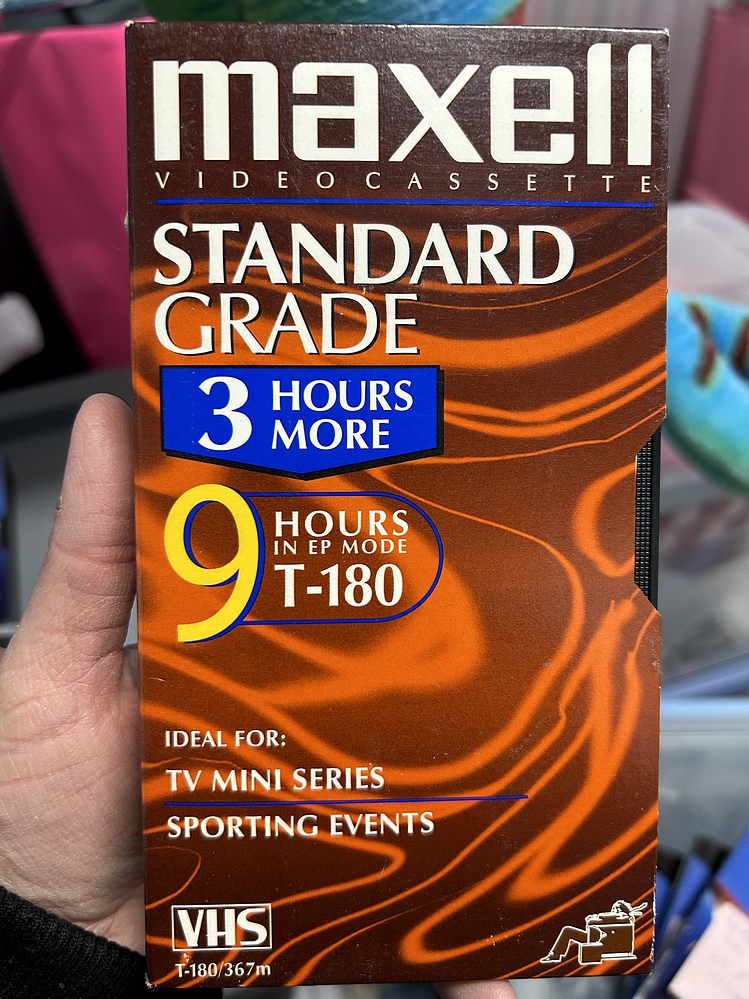 maxell
VIDEOCASSETTE
STANDARD
GRADE
3 HOURS
MORE
9 HOURS
IN EP MODE
T-180
IDEAL FOR:
TV MINI SERIES
SPORTING EVENTS
VHS
T-180/367m